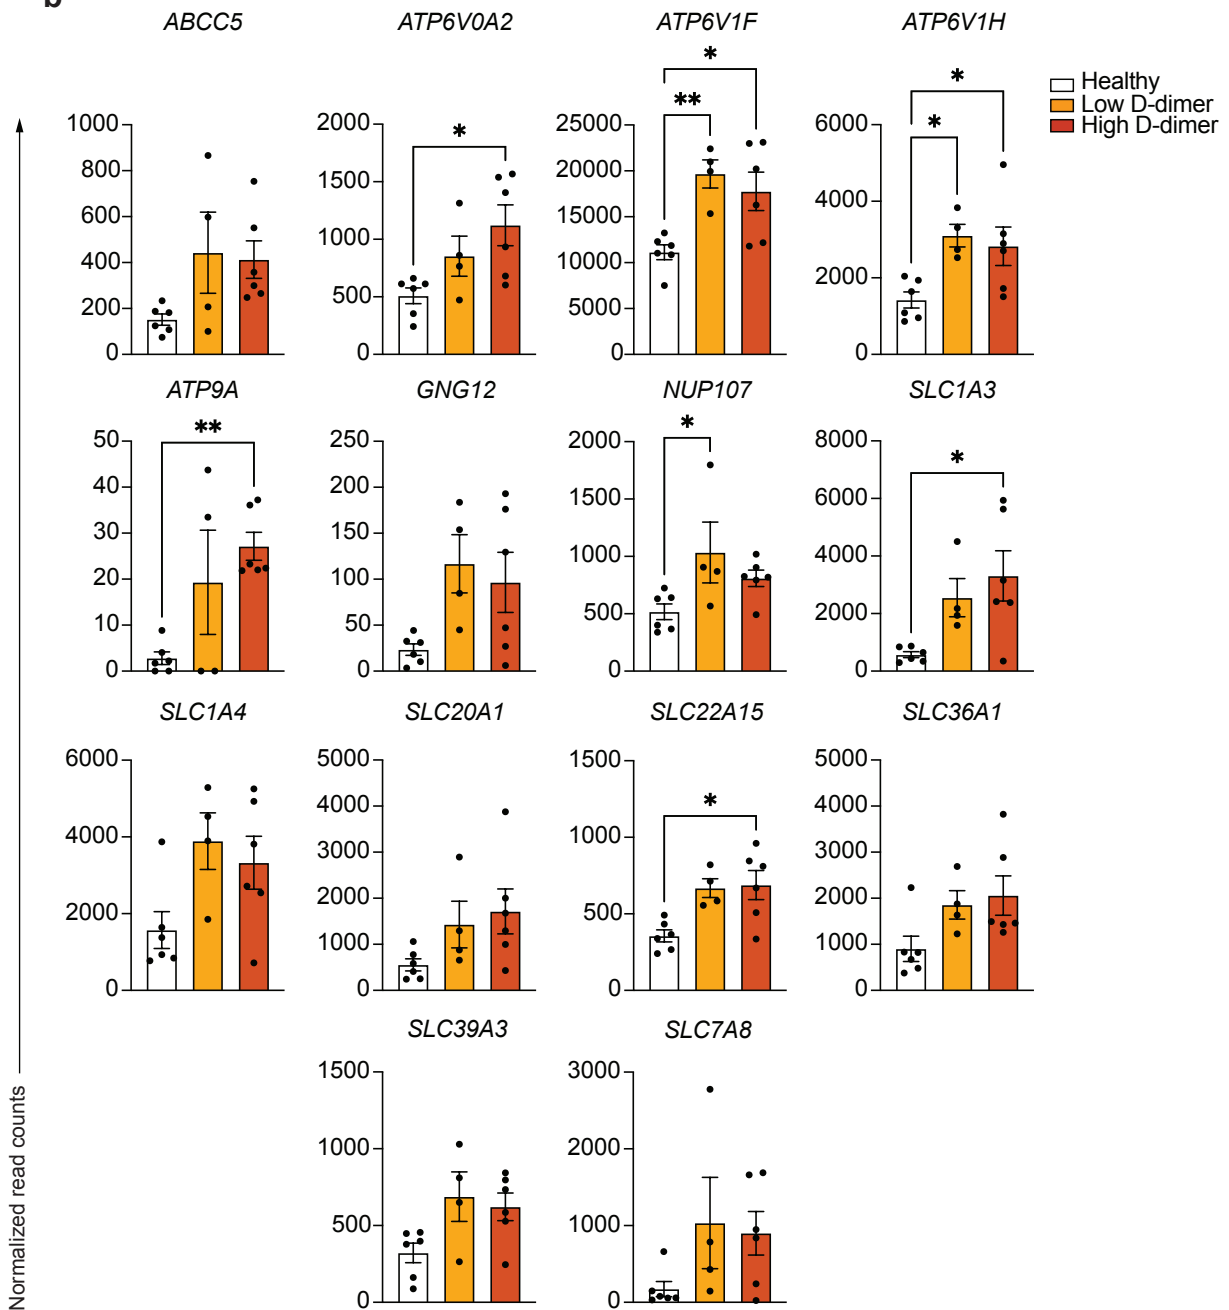 b
ABCC5 ATP6V0A2 ATP6V1F ATP6V1H
Healthy
Low D-dimer
High D-dimer
* ** * * *
1000 800 600 400 200 0
2000 1500 1000 500 0
25000 20000 15000 10000 5000 0
6000 4000 2000 0
ATP9A GNG12 NUP107 SLC1A3
** * *
50 40 30 20 10 0
250 200 150 100 50 0
2000 1500 1000 500 0
8000 6000 4000 2000 0
SLC1A4 SLC20A1 SLC22A15 SLC36A1
*
6000 4000 2000 0
5000 4000 3000 2000 1000 0
1500 1000 500 0
5000 4000 3000 2000 1000 0
SLC39A3 SLC7A8
1500 1000 500 0
3000 2000 1000 0
Normalized read counts